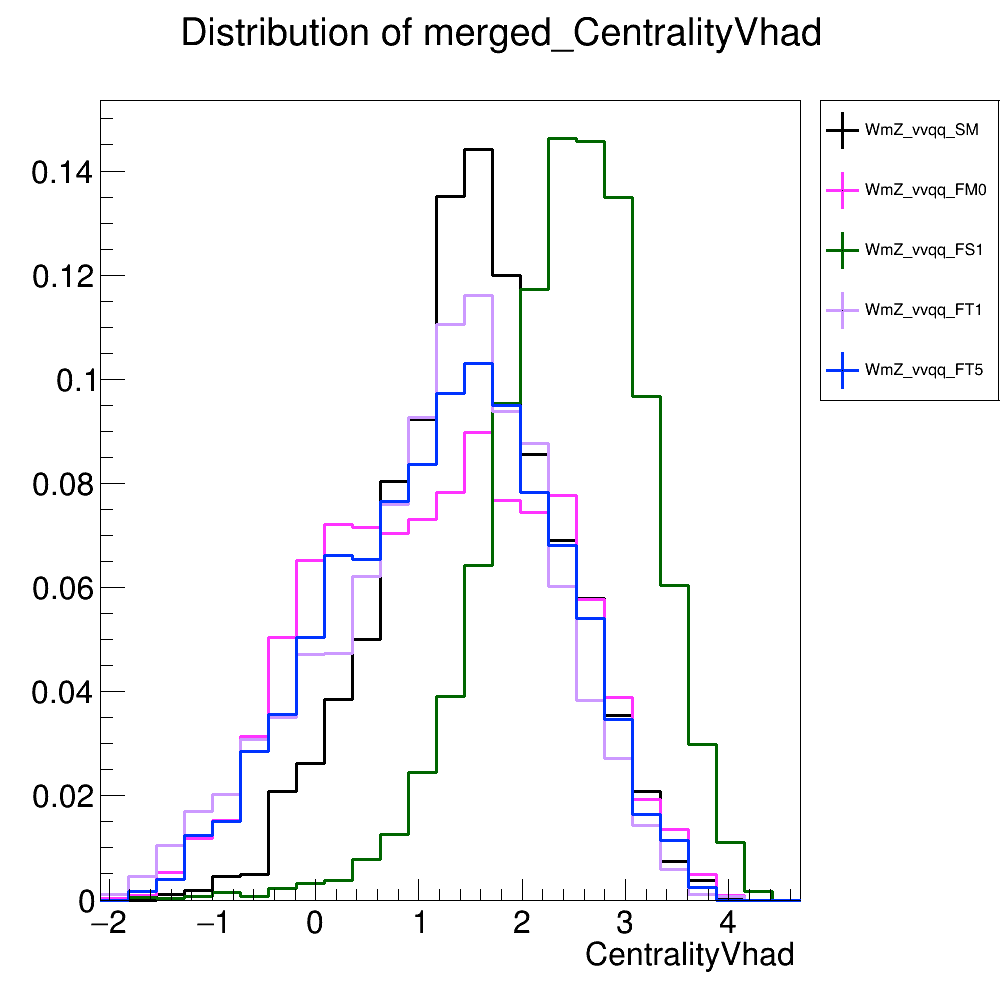 Distribution of merged_CentralityVhad
WmZ_vvqq_SM
WmZ_vvqq_FM0
WmZ_vvqq_FS1
WmZ_vvqq_FT1
WmZ_vvqq_FT5
0.14
0.12
0.1
0.08
0.06
0.04
0.02
0
−2 −1 0 1 2 3 4
CentralityVhad